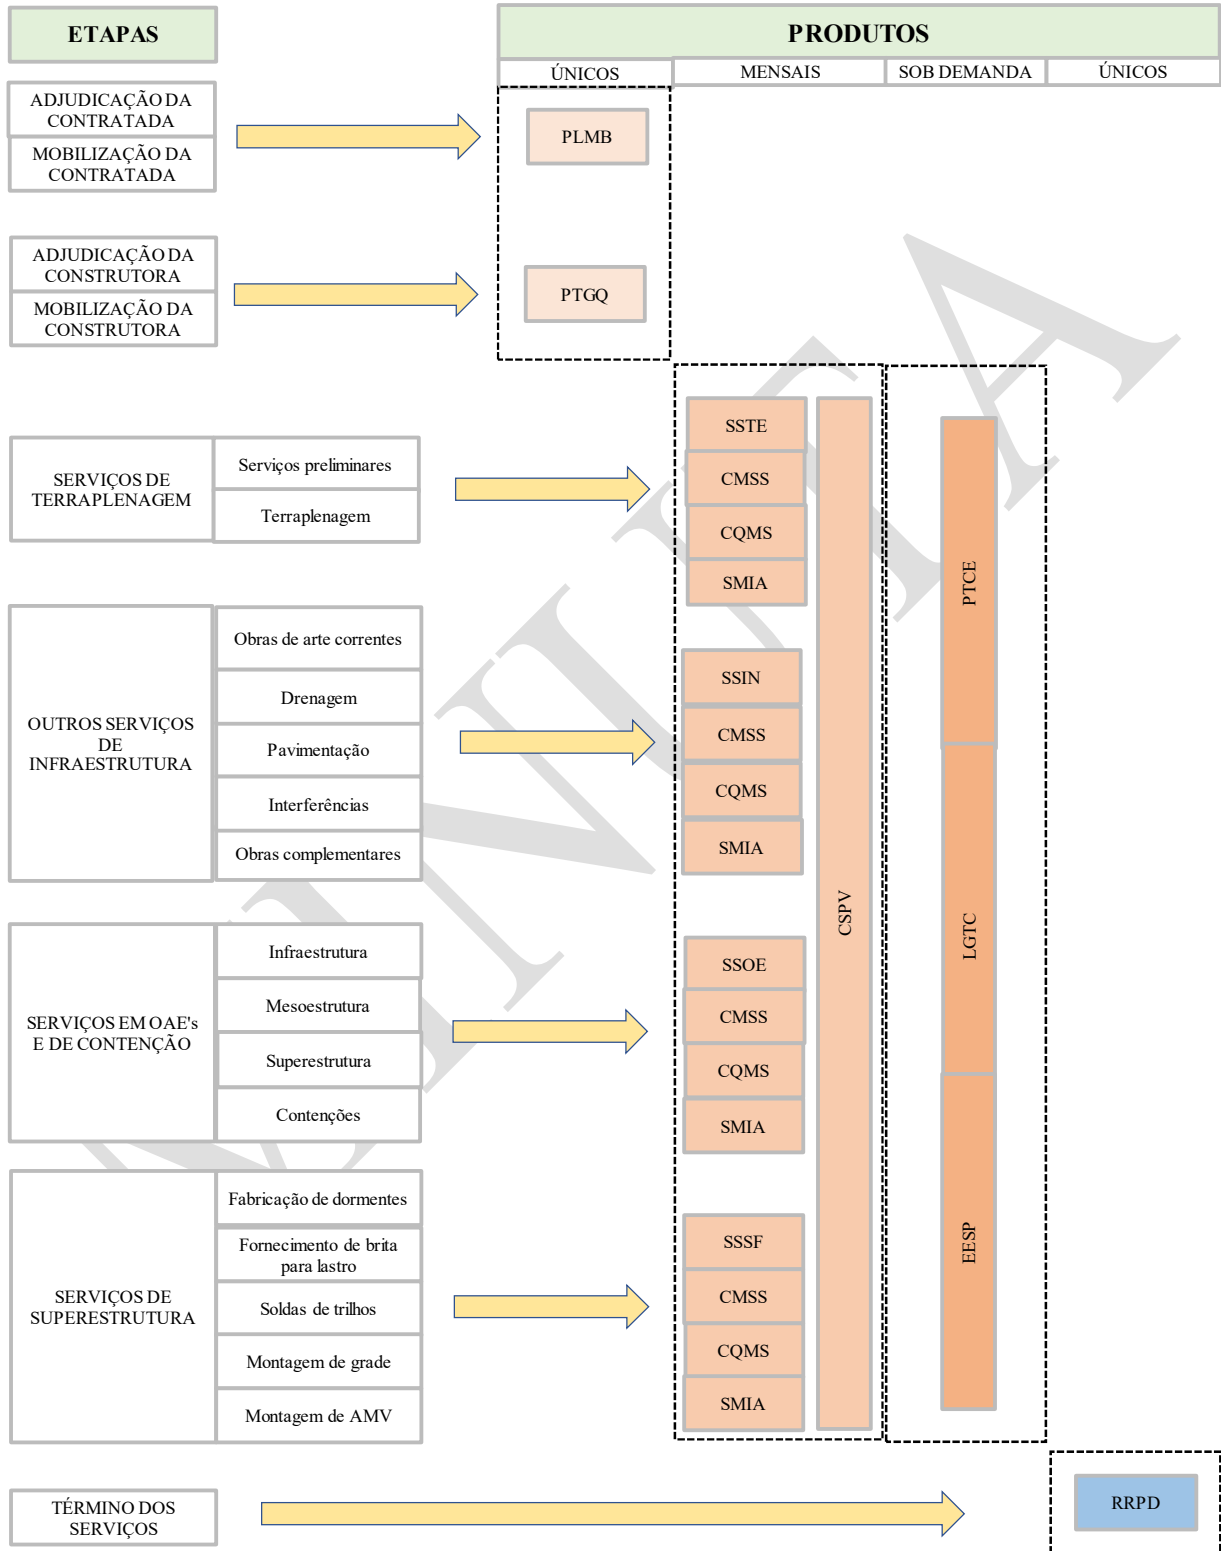 ETAPAS
PRODUTOS
ÚNICOS
MENSAIS
SOB DEMANDA
ÚNICOS
ADJUDICAÇÃO DA
CONTRATADA
MOBILIZAÇÃO DA
CONTRATADA
PLMB
ADJUDICAÇÃO DA
CONSTRUTORA
MOBILIZAÇÃO DA
CONSTRUTORA
PTGQ
SERVIÇOS DE
TERRAPLENAGEM
Serviços preliminares
Terraplenagem
SSTE
CMSS
CQMS
SMIA
OUTROS SERVIÇOS
DE
INFRAESTRUTURA
Obras de arte correntes
Drenagem
Pavimentação
Interferências
Obras complementares
SSIN
CMSS
CQMS
SMIA
SERVIÇOS EM OAE's
E DE CONTENÇÃO
Infraestrutura
Mesoestrutura
Superestrutura
Contenções
SSOE
CMSS
CQMS
SMIA
SERVIÇOS DE
SUPERESTRUTURA
Fabricação de dormentes
Fornecimento de brita
para lastro
Soldas de trilhos
Montagem de grade
Montagem de AMV
SSSF
CMSS
CQMS
SMIA
CSPV
PTCE
LGTC
EESP
TÉRMINO DOS
SERVIÇOS
RRPD
MINUTA